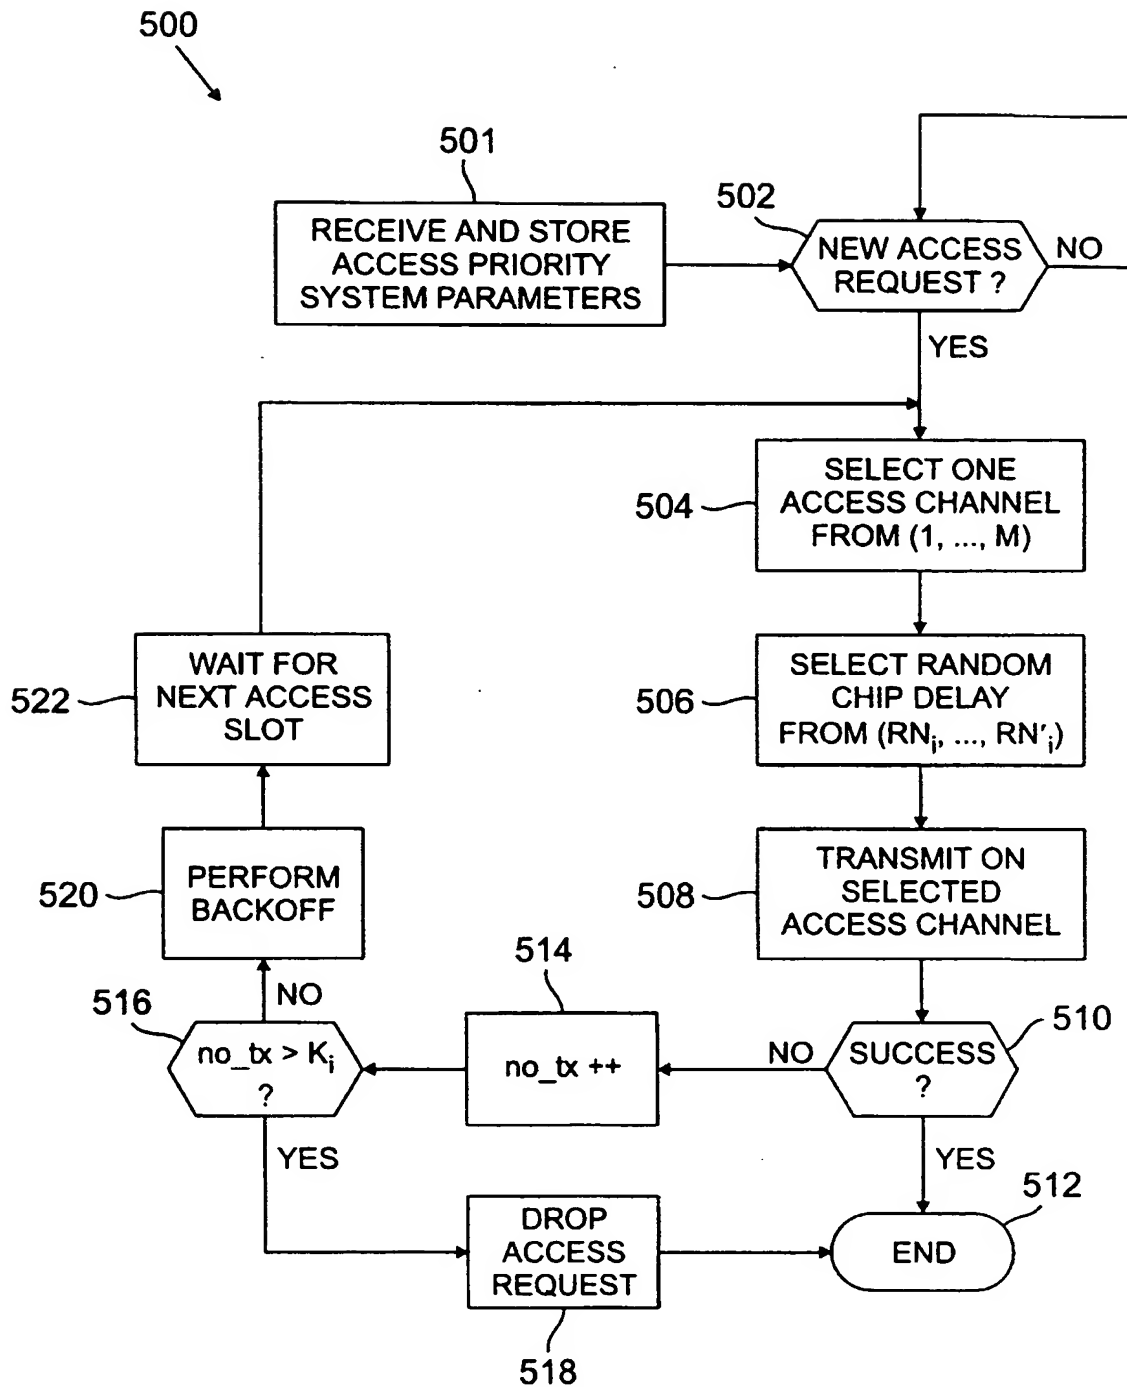 500
501
RECEIVE AND STORE
ACCESS PRIORITY
SYSTEM PARAMETERS
502
NEW ACCESS
REQUEST ?
NO
YES
504
SELECT ONE
ACCESS CHANNEL
FROM (1, ..., M)
506
SELECT RANDOM
CHIP DELAY
FROM (RNᵢ, ..., RN'ᵢ)
508
TRANSMIT ON
SELECTED
ACCESS CHANNEL
510
SUCCESS
?
NO
YES
512
END
514
no_tx ++
516
no_tx > Kᵢ
?
NO
YES
518
DROP
ACCESS
REQUEST
520
PERFORM
BACKOFF
522
WAIT FOR
NEXT ACCESS
SLOT